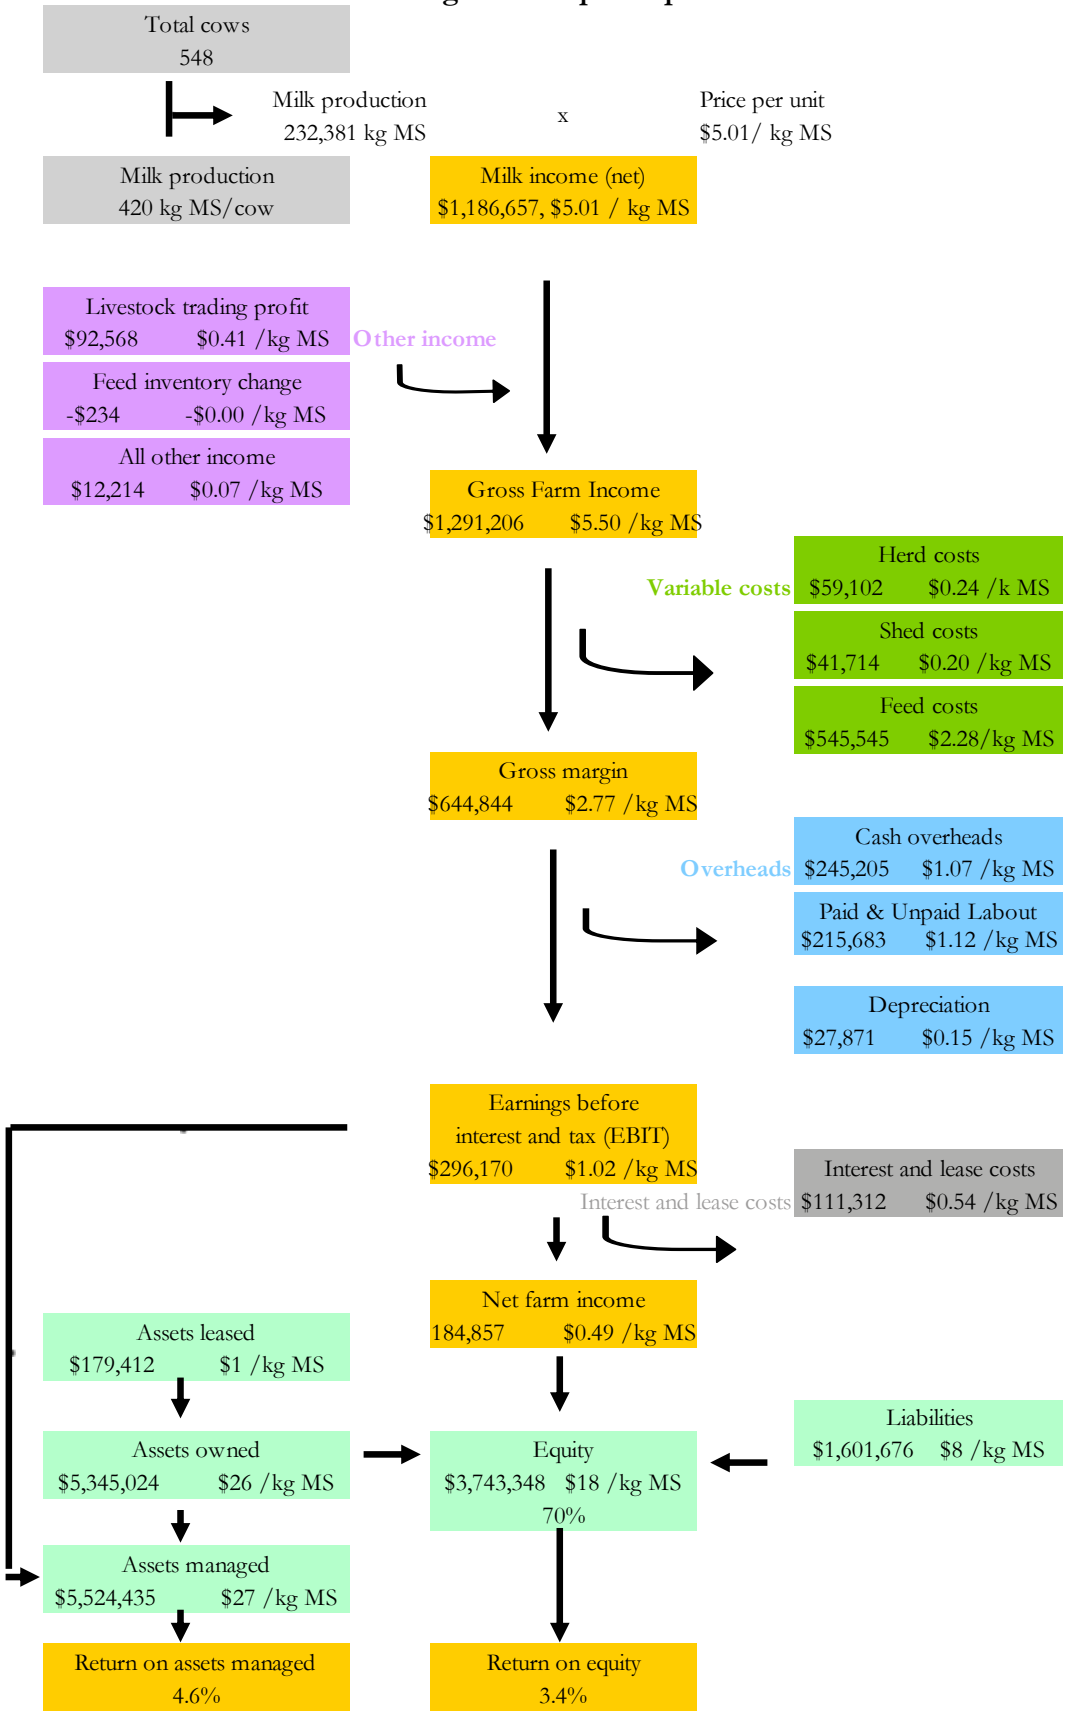 Total cows
548
Milk production
232,381 kg MS
x
Price per unit
$5.01/ kg MS
Milk production
420 kg MS/cow
Milk income (net)
$1,186,657, $5.01 / kg MS
Livestock trading profit
$92,568 $0.41 /kg MS
Other income
Feed inventory change
-$234 -$0.00 /kg MS
All other income
$12,214 $0.07 /kg MS
Gross Farm Income
$1,291,206 $5.50 /kg MS
Variable costs
Herd costs
$59,102 $0.24 /k MS
Shed costs
$41,714 $0.20 /kg MS
Feed costs
$545,545 $2.28/kg MS
Gross margin
$644,844 $2.77 /kg MS
Overheads
Cash overheads
$245,205 $1.07 /kg MS
Paid & Unpaid Labout
$215,683 $1.12 /kg MS
Depreciation
$27,871 $0.15 /kg MS
Earnings before
interest and tax (EBIT)
$296,170 $1.02 /kg MS
Interest and lease costs
Interest and lease costs
$111,312 $0.54 /kg MS
Net farm income
184,857 $0.49 /kg MS
Assets leased
$179,412 $1 /kg MS
Assets owned
$5,345,024 $26 /kg MS
Equity
$3,743,348 $18 /kg MS
70%
Liabilities
$1,601,676 $8 /kg MS
Assets managed
$5,524,435 $27 /kg MS
Return on assets managed
4.6%
Return on equity
3.4%